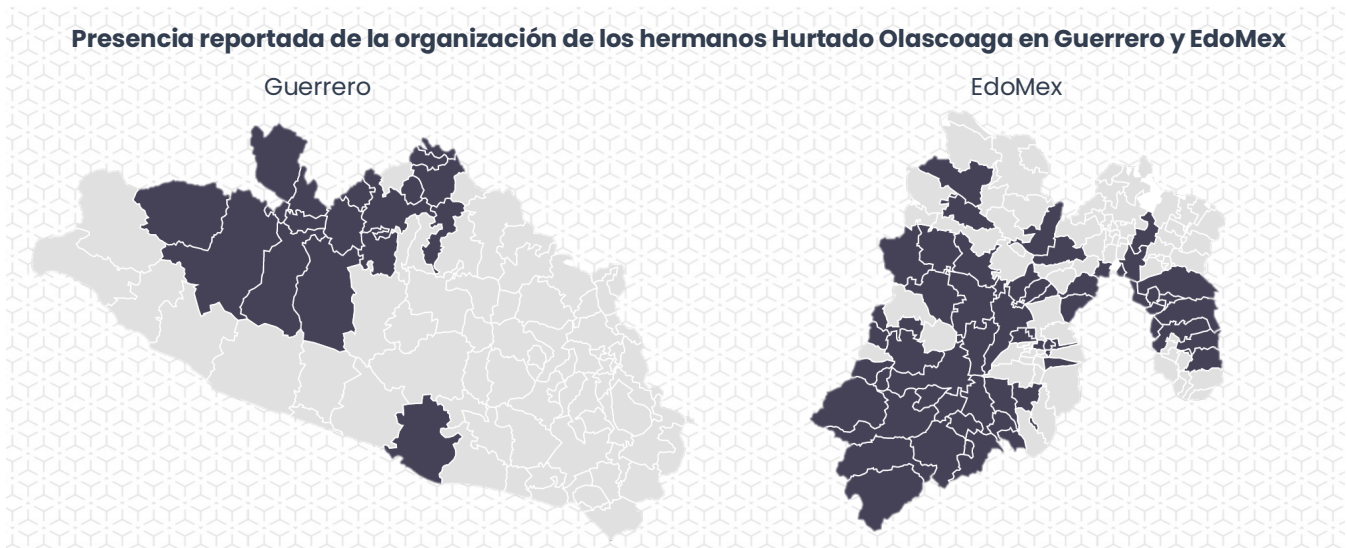 Presencia reportada de la organización de los hermanos Hurtado Olascoaga en Guerrero y EdoMex
Guerrero
EdoMex